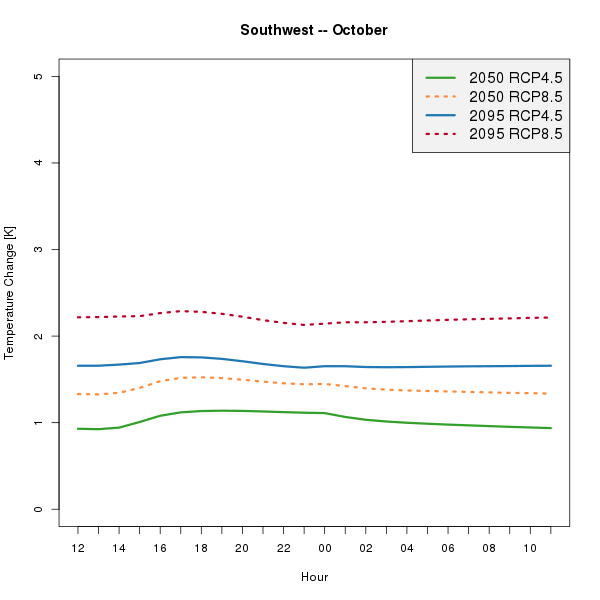 Southwest -- October
2050 RCP4.5
2050 RCP8.5
2095 RCP4.5
2095 RCP8.5
Temperature Change [K]
5
4
3
2
1
0
12 14 16 18 20 22 00 02 04 06 08 10
Hour